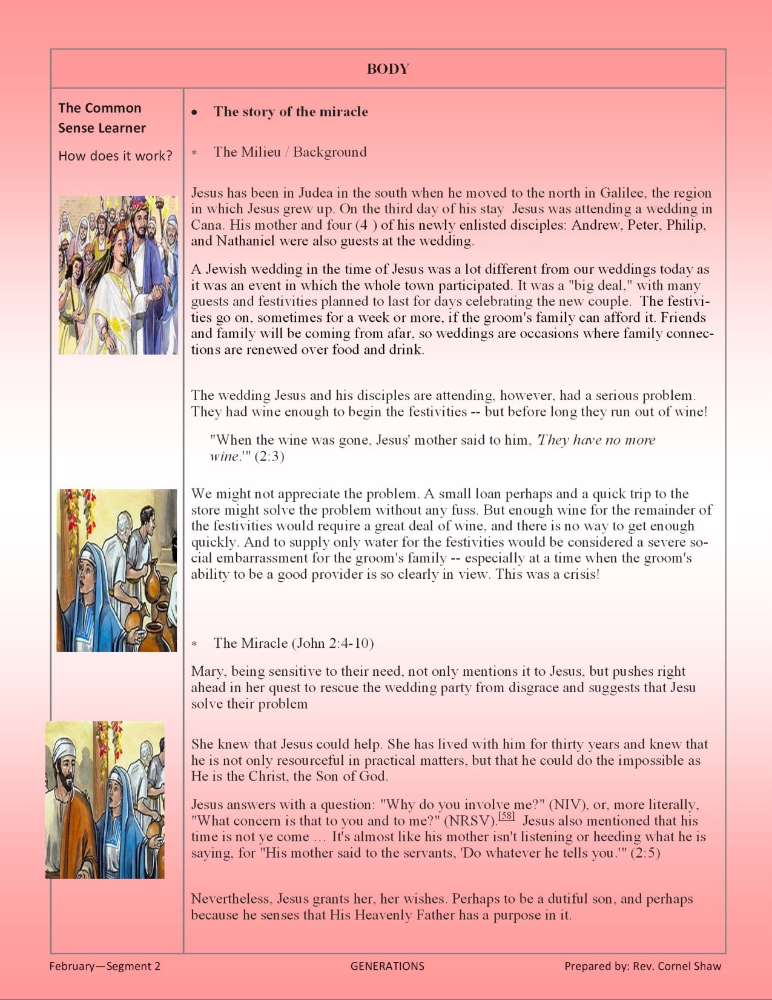 BODY
The Common
Sense Learner
How does it work?
• The story of the miracle
* The Milieu / Background
Jesus has been in Judea in the south when he moved to the north in Galilee, the region
in which Jesus grew up. On the third day of his stay  Jesus was attending a wedding in
Cana. His mother and four (4 ) of his newly enlisted disciples: Andrew, Peter, Philip,
and Nathaniel were also guests at the wedding.
A Jewish wedding in the time of Jesus was a lot different from our weddings today as
it was an event in which the whole town participated. It was a "big deal," with many
guests and festivities planned to last for days celebrating the new couple.  The festivi-
ties go on, sometimes for a week or more, if the groom's family can afford it. Friends
and family will be coming from afar, so weddings are occasions where family connec-
tions are renewed over food and drink.
The wedding Jesus and his disciples are attending, however, had a serious problem.
They had wine enough to begin the festivities -- but before long they run out of wine!
"When the wine was gone, Jesus' mother said to him, 'They have no more
wine.'" (2:3)
We might not appreciate the problem. A small loan perhaps and a quick trip to the
store might solve the problem without any fuss. But enough wine for the remainder of
the festivities would require a great deal of wine, and there is no way to get enough
quickly. And to supply only water for the festivities would be considered a severe so-
cial embarrassment for the groom's family -- especially at a time when the groom's
ability to be a good provider is so clearly in view. This was a crisis!
* The Miracle (John 2:4-10)
Mary, being sensitive to their need, not only mentions it to Jesus, but pushes right
ahead in her quest to rescue the wedding party from disgrace and suggests that Jesu
solve their problem
She knew that Jesus could help. She has lived with him for thirty years and knew that
he is not only resourceful in practical matters, but that he could do the impossible as
He is the Christ, the Son of God.
Jesus answers with a question: "Why do you involve me?" (NIV), or, more literally,
"What concern is that to you and to me?" (NRSV).[58]  Jesus also mentioned that his
time is not ye come … It's almost like his mother isn't listening or heeding what he is
saying, for "His mother said to the servants, 'Do whatever he tells you.'" (2:5)
Nevertheless, Jesus grants her, her wishes. Perhaps to be a dutiful son, and perhaps
because he senses that His Heavenly Father has a purpose in it.
February—Segment 2
GENERATIONS
Prepared by: Rev. Cornel Shaw